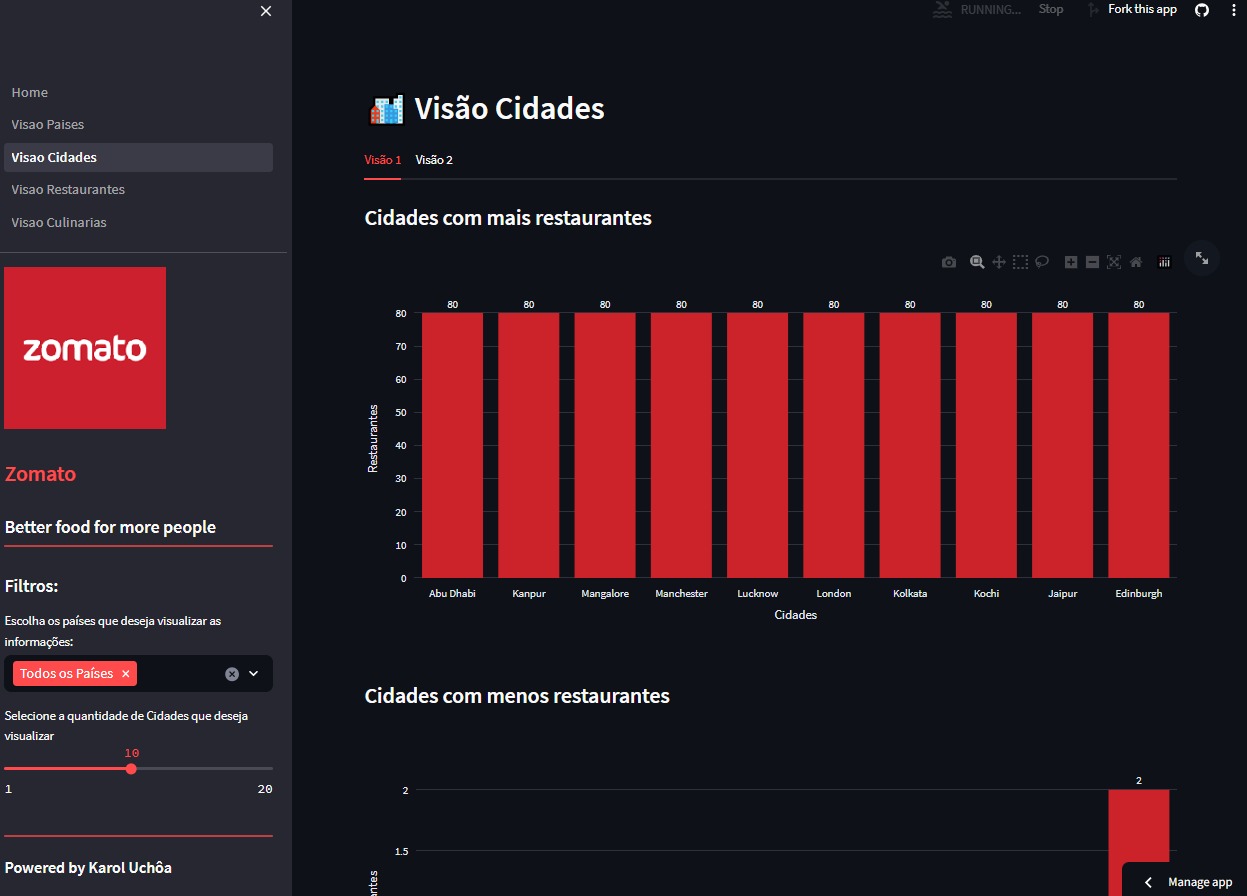 RUNNING...
Stop
Fork this app
Home
Visao Paises
Visao Cidades
Visao Restaurantes
Visao Culinarias
zomato
Zomato
Better food for more people
Filtros:
Escolha os países que deseja visualizar as
informações:
Todos os Países
Selecione a quantidade de Cidades que deseja
visualizar
10
1 20
Powered by Karol Uchôa
Visão Cidades
Visão 1 Visão 2
Cidades com mais restaurantes
80 80 80 80 80 80 80 80 80 80
80
70
60
50
40
30
20
10
0
Restaurantes
Abu Dhabi Kanpur Mangalore Manchester Lucknow London Kolkata Kochi Jaipur Edinburgh
Cidades
Cidades com menos restaurantes
2
2
1.5
Manage app